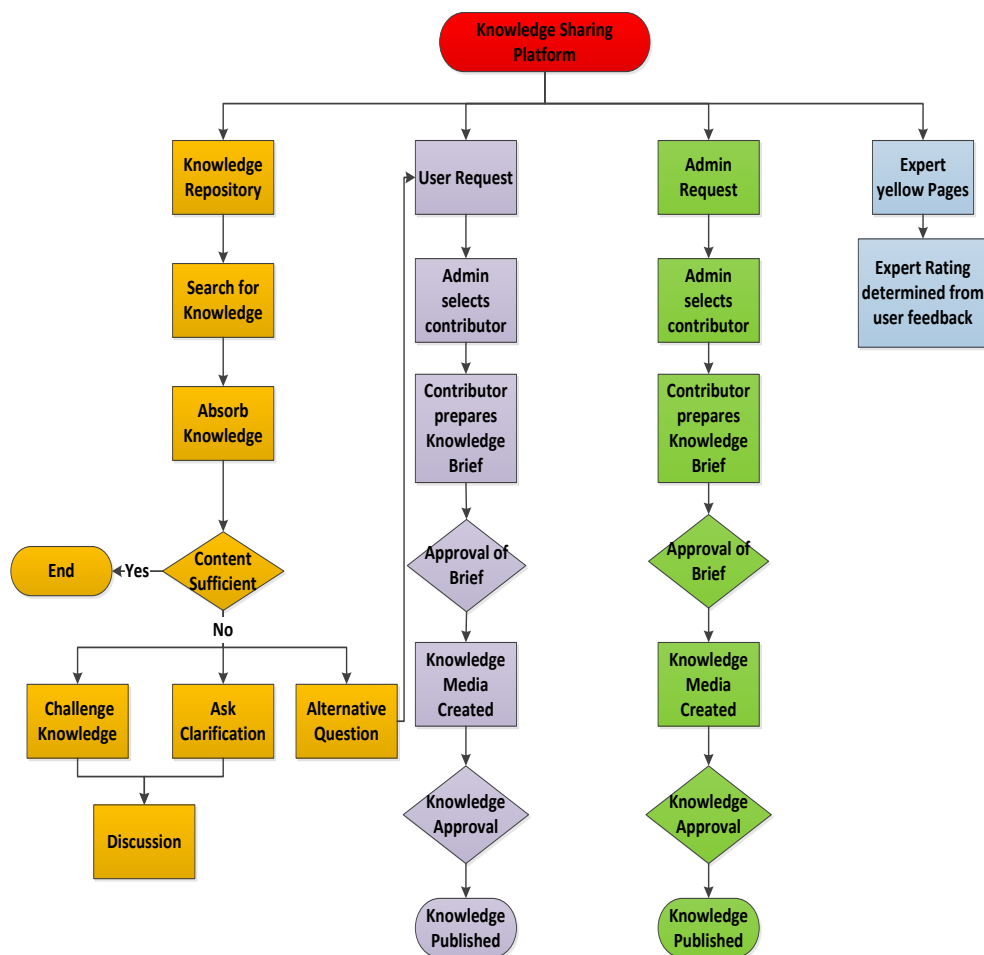 Knowledge Sharing
Platform
Knowledge
Repository
User Request
Admin
Request
Expert
yellow Pages
Search for
Knowledge
Admin
selects
contributor
Admin
selects
contributor
Expert Rating
determined from
user feedback
Absorb
Knowledge
Contributor
prepares
Knowledge
Brief
Contributor
prepares
Knowledge
Brief
End
Yes
Content
Sufficient
Approval of
Brief
Approval of
Brief
No
Challenge
Knowledge
Ask
Clarification
Alternative
Question
Knowledge
Media
Created
Knowledge
Media
Created
Discussion
Knowledge
Approval
Knowledge
Approval
Knowledge
Published
Knowledge
Published